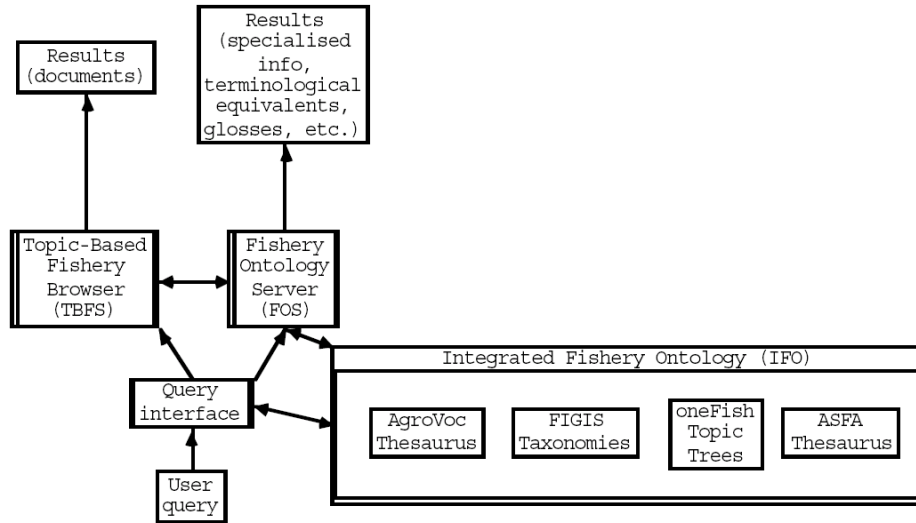 Results
(documents)
Results
(specialised
info,
terminological
equivalents,
glosses, etc.)
Topic-Based
Fishery
Browser
(TBFS)
Fishery
Ontology
Server
(FOS)
Integrated Fishery Ontology (IFO)
Query
interface
AgroVoc
Thesaurus
FIGIS
Taxonomies
oneFish
Topic
Trees
ASFA
Thesaurus
User
query